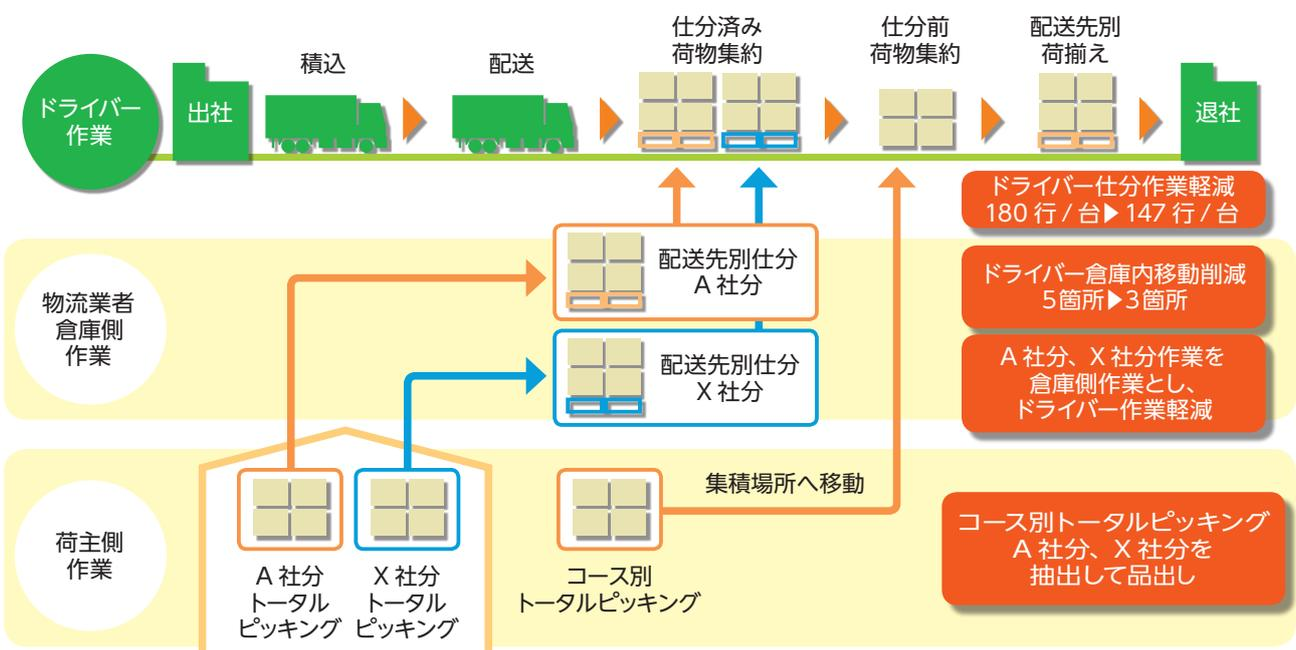 ドライバー
作業
出社
積込
配送
仕分済み
荷物集約
仕分前
荷物集約
配送先別
荷揃え
退社
ドライバー仕分作業軽減
180 行 / 台▶147 行 / 台
物流業者
倉庫側
作業
配送先別仕分
A 社分
配送先別仕分
X 社分
ドライバー倉庫内移動削減
5箇所▶3箇所
A 社分、X 社分作業を
倉庫側作業とし、
ドライバー作業軽減
荷主側
作業
A 社分
トータル
ピッキング
X 社分
トータル
ピッキング
コース別
トータルピッキング
集積場所へ移動
コース別トータルピッキング
A 社分、X 社分を
抽出して品出し